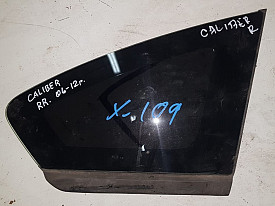 CALIBER
RR. 06-12г.
X-109
CALIBER
R